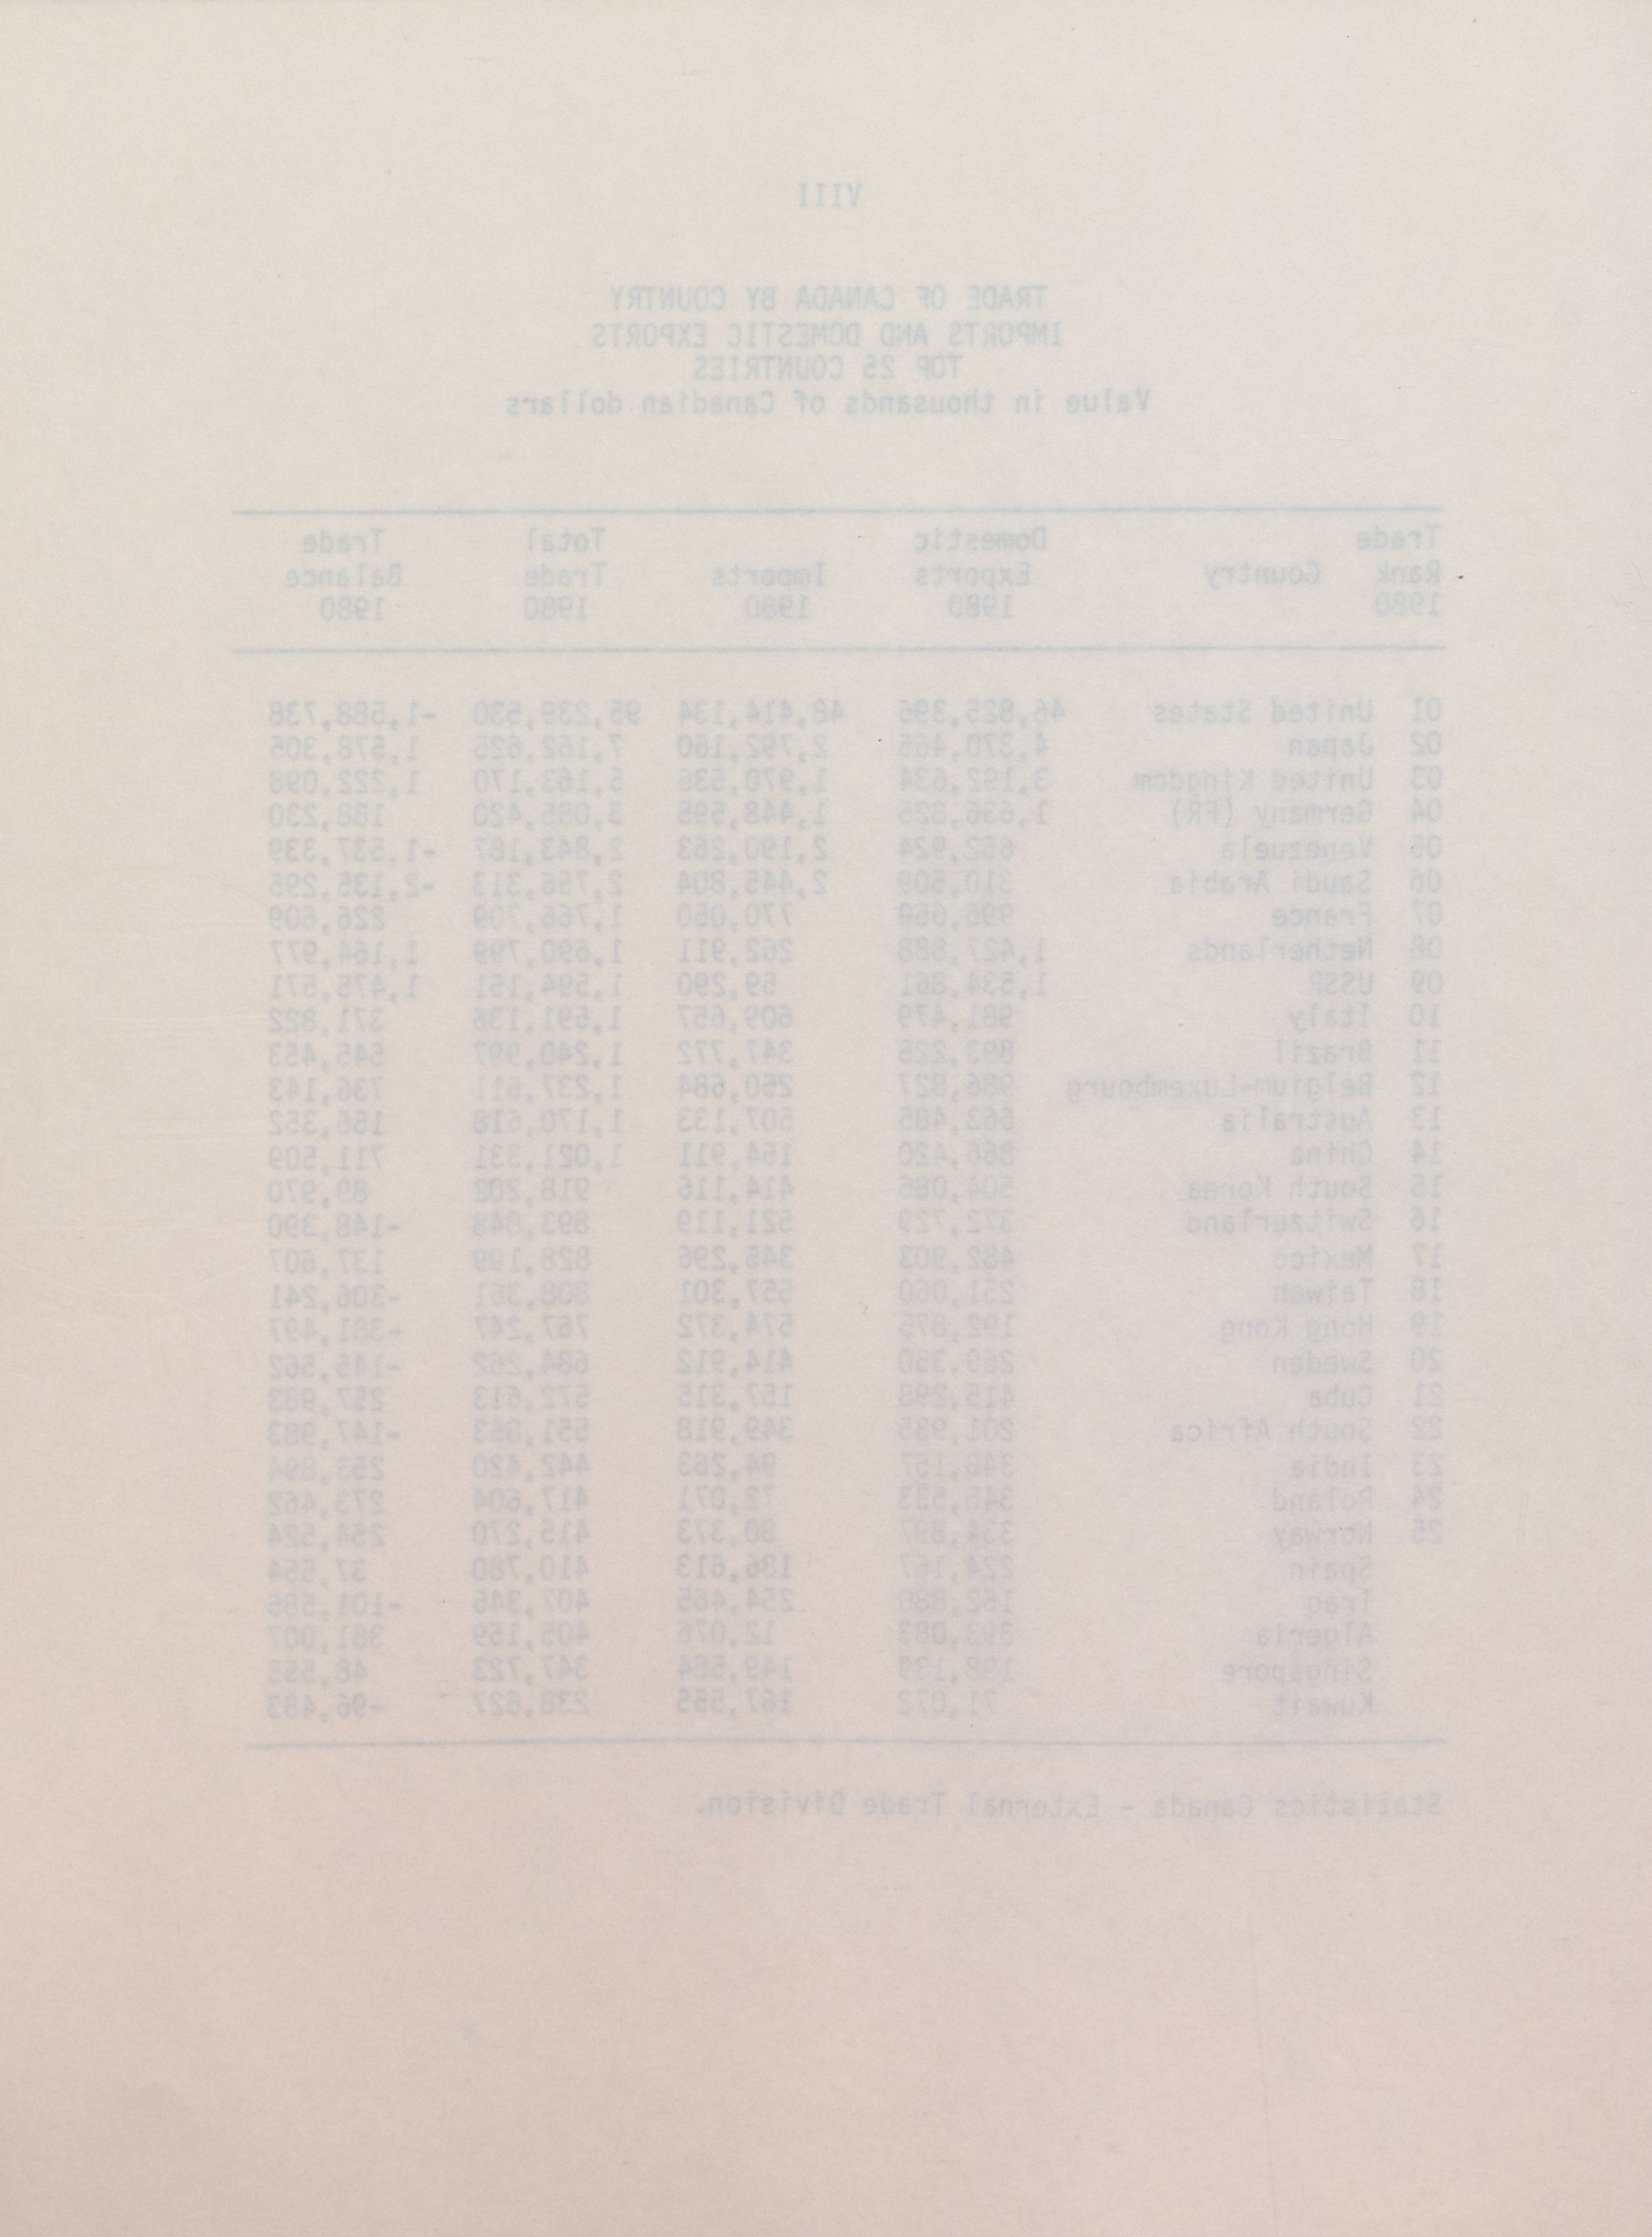 VIII
TRADE OF CANADA BY COUNTRY
IMPORTS AND DOMESTIC EXPORTS
TOP 25 COUNTRIES
Value in thousands of Canadian dollars
Trade Domestic Total Trade
Rank Country Exports Imports Trade Balance
1980 1980 1980 1980 1980
01 United States 46,825,396 48,414,134 95,239,530 -1,588,738
02 Japan 4,370,465 2,792,160 7,162,625 1,578,305
03 United Kingdom 3,192,634 1,970,536 5,163,170 1,222,098
04 Germany (FR) 1,636,825 1,448,595 3,085,420 188,230
05 Venezuela 652,924 2,190,263 2,843,187 -1,537,339
06 Saudi Arabia 310,509 2,445,804 2,756,313 -2,135,295
07 France 996,659 770,050 1,766,709 226,609
08 Netherlands 1,427,888 262,911 1,690,799 1,164,977
09 USSR 1,534,861 59,290 1,594,151 1,475,571
10 Italy 981,479 609,657 1,591,136 371,822
11 Brazil 893,225 347,772 1,240,997 545,453
12 Belgium-Luxembourg 986,827 250,684 1,237,511 736,143
13 Australia 663,485 507,133 1,170,618 156,352
14 China 866,420 154,911 1,021,331 711,509
15 South Korea 504,086 414,116 918,202 89,970
16 Switzerland 372,729 521,119 893,848 -148,390
17 Mexico 482,903 345,296 828,199 137,607
18 Taiwan 251,060 557,301 808,361 -306,241
19 Hong Kong 192,875 574,372 767,247 -381,497
20 Sweden 269,350 414,912 684,262 -145,562
21 Cuba 415,298 157,315 572,613 257,983
22 South Africa 201,935 349,918 551,853 -147,983
23 India 348,157 94,263 442,420 253,894
24 Poland 345,533 72,071 417,604 273,462
25 Norway 334,897 80,373 415,270 254,524
Spain 224,167 186,613 410,780 37,554
Iraq 152,880 254,465 407,345 -101,585
Algeria 393,083 12,076 405,159 381,007
Singapore 198,139 149,584 347,723 48,555
Kuwait 71,072 167,555 238,627 -96,483
Statistics Canada - External Trade Division.